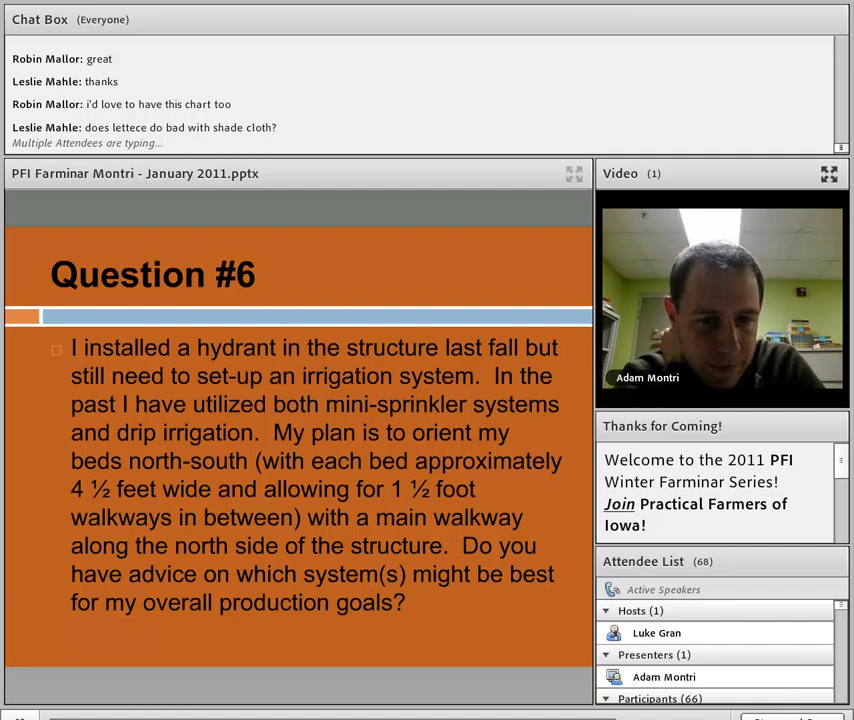 Chat Box (Everyone)
Robin Mallor: great
Leslie Mahle: thanks
Robin Mallor: i'd love to have this chart too
Leslie Mahle: does lettece do bad with shade cloth?
Multiple Attendees are typing...
PFI Farminar Montri - January 2011.pptx
Question #6
I installed a hydrant in the structure last fall but
still need to set-up an irrigation system. In the
past I have utilized both mini-sprinkler systems
and drip irrigation. My plan is to orient my
beds north-south (with each bed approximately
4 ½ feet wide and allowing for 1 ½ foot
walkways in between) with a main walkway
along the north side of the structure. Do you
have advice on which system(s) might be best
for my overall production goals?
Video (1)
Adam Montri
Thanks for Coming!
Welcome to the 2011 PFI
Winter Farminar Series!
Join Practical Farmers of
Iowa!
Attendee List (68)
Active Speakers
Hosts (1)
Luke Gran
Presenters (1)
Adam Montri
Participants (66)